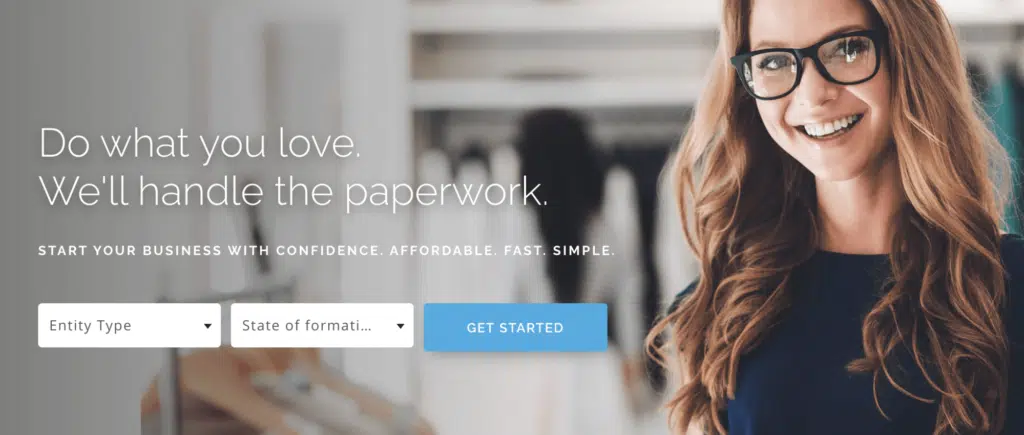 Do what you love.
We'll handle the paperwork.
START YOUR BUSINESS WITH CONFIDENCE. AFFORDABLE. FAST. SIMPLE.
Entity Type
State of formati...
GET STARTED